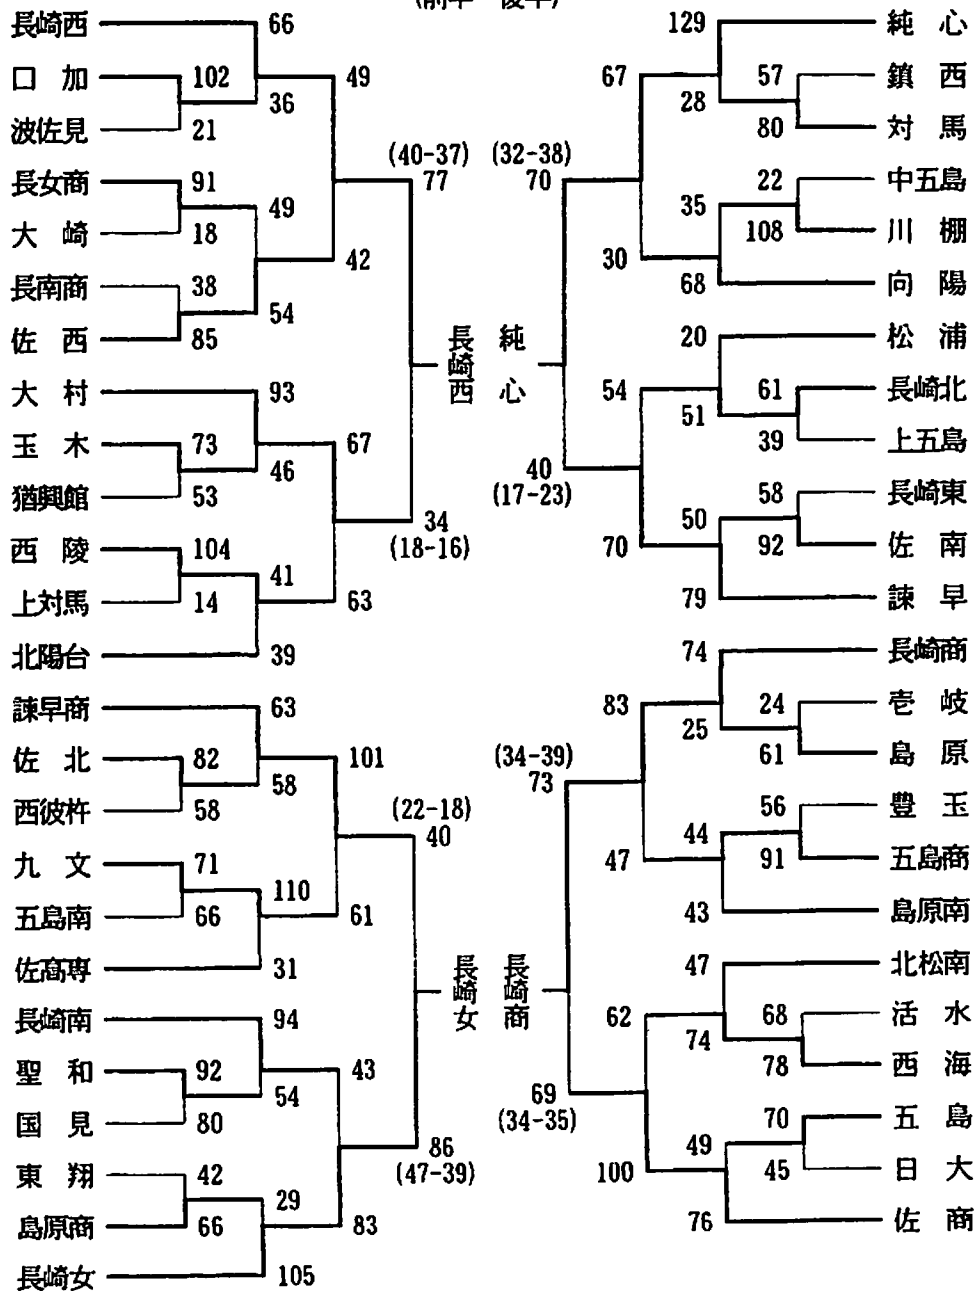 (前半 後半)
長崎西 66
口加 102
49
36
波佐見 21
(40-37)
77
長女商 91
49
大崎 18
42
長南商 38
54
佐西 85
長崎西
大村 93
玉木 73
67
46
猶興館 53
34
(18-16)
西陵 104
41
上対馬 14
63
北陽台 39
諫早商 63
佐北 82
101
58
西彼杵 58
(22-18)
40
九文 71
110
五島南 66
61
佐高専 31
長崎女
長崎南 94
聖和 92
43
54
国見 80
86
(47-39)
東翔 42
29
島原商 66
83
長崎女 105
129 純心
67
57 鎮西
28
80 対馬
(32-38)
70
22 中五島
35
108 川棚
30
68 向陽
純心
20 松浦
54
61 長崎北
51
39 上五島
40
(17-23)
58 長崎東
50
92 佐南
70
79 諫早
74 長崎商
83
24 壱岐
25
61 島原
(34-39)
73
56 豊玉
44
91 五島商
47
43 島原南
長崎商
47 北松南
62
68 活水
74
78 西海
69
(34-35)
70 五島
49
45 日大
100
76 佐商